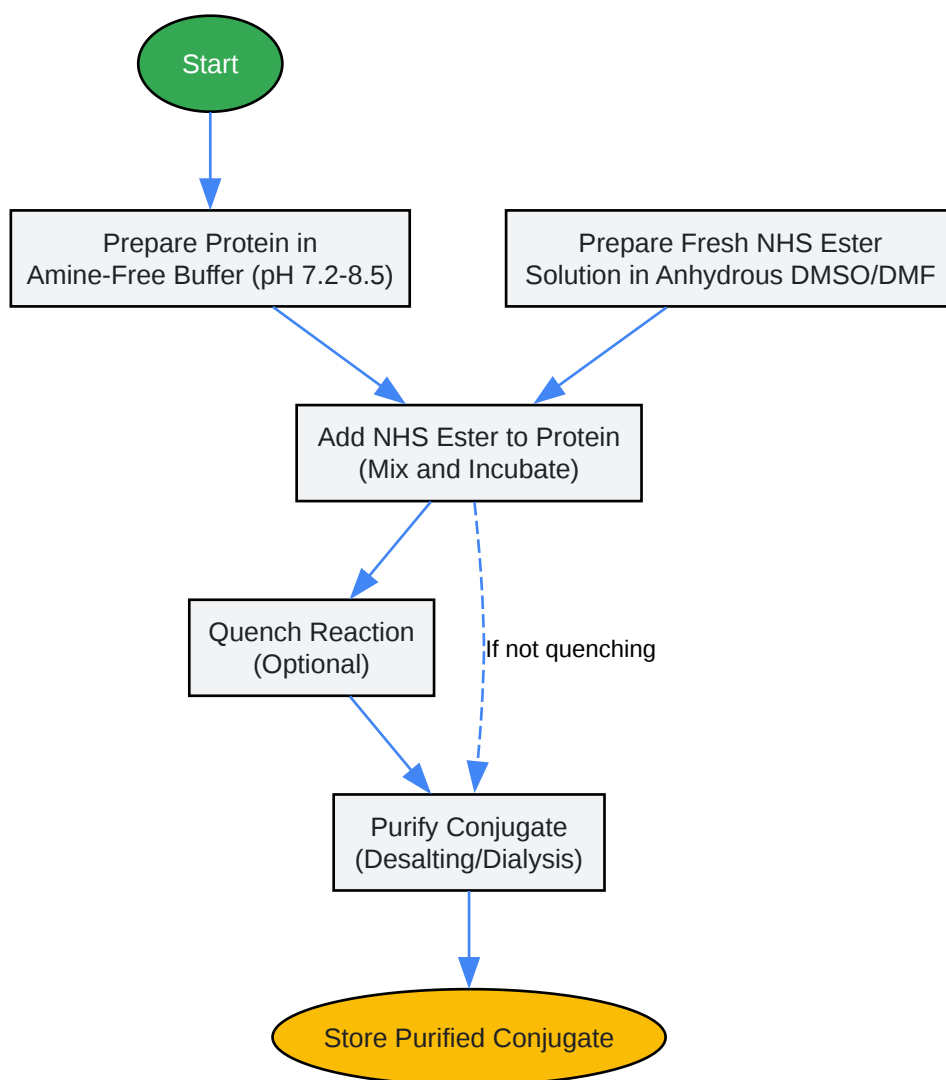 Start
Prepare Protein in
Amine-Free Buffer (pH 7.2-8.5)
Prepare Fresh NHS Ester
Solution in Anhydrous DMSO/DMF
Add NHS Ester to Protein
(Mix and Incubate)
Quench Reaction
(Optional)
If not quenching
Purify Conjugate
(Desalting/Dialysis)
Store Purified Conjugate